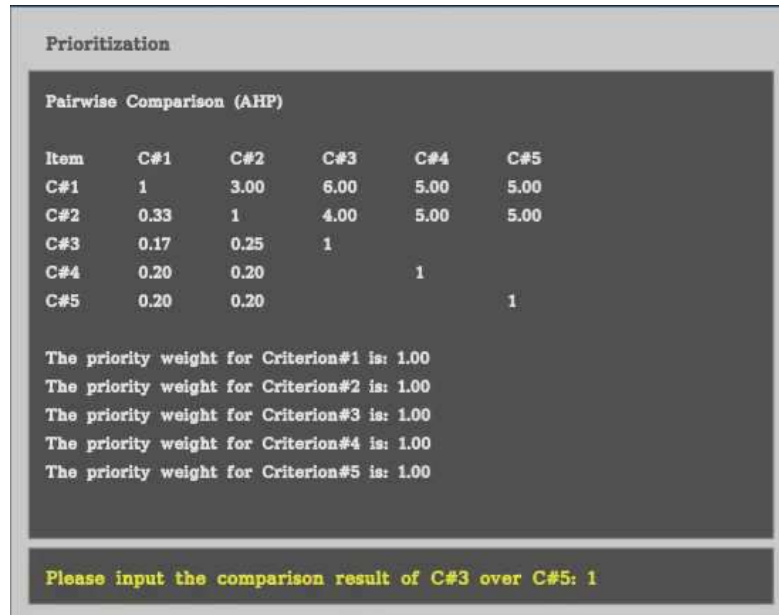 Prioritization
Pairwise Comparison (AHP)
Item C#1 C#2 C#3 C#4 C#5
C#1 1 3.00 6.00 5.00 5.00
C#2 0.33 1 4.00 5.00 5.00
C#3 0.17 0.25 1
C#4 0.20 0.20 1
C#5 0.20 0.20 1
The priority weight for Criterion#1 is: 1.00
The priority weight for Criterion#2 is: 1.00
The priority weight for Criterion#3 is: 1.00
The priority weight for Criterion#4 is: 1.00
The priority weight for Criterion#5 is: 1.00
Please input the comparison result of C#3 over C#5: 1